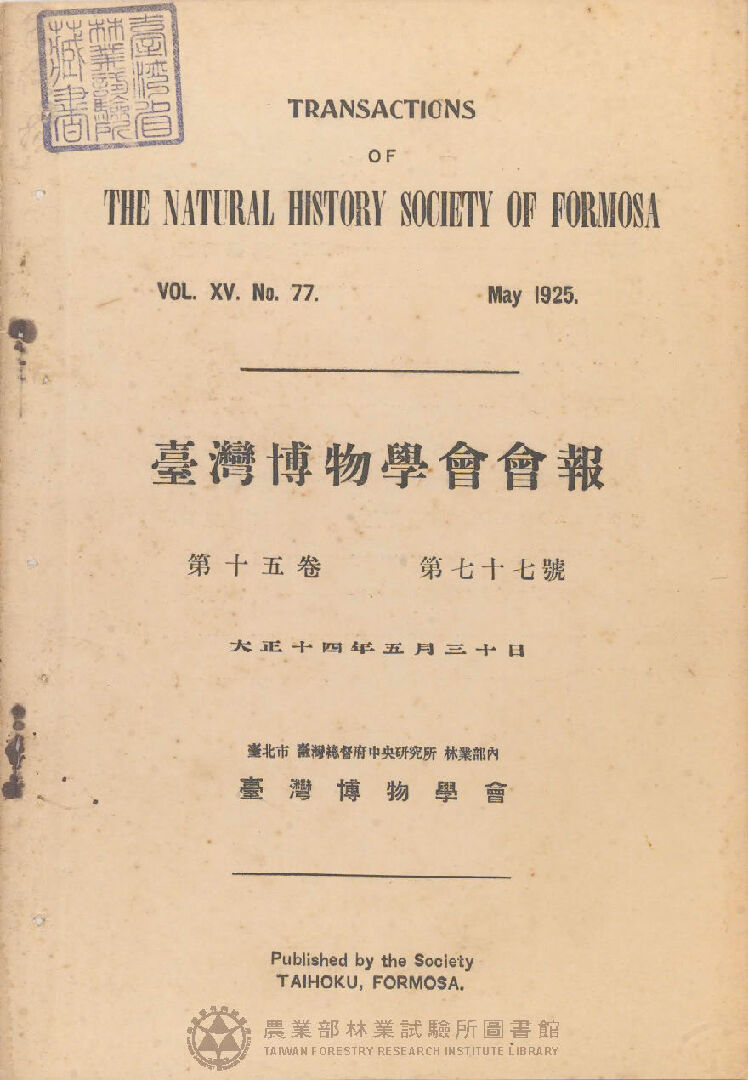 臺灣省
林業試驗所
藏書
TRANSACTIONS
OF
THE NATURAL HISTORY SOCIETY OF FORMOSA
VOL. XV. No. 77. May 1925.
臺灣博物學會會報
第十五卷 第七十七號
大正十四年五月三十日
臺北市 臺灣總督府中央研究所 林業部內
臺灣博物學會
Published by the Society
TAIHOKU, FORMOSA.
農業部林業試驗所圖書館
TAIWAN FORESTRY RESEARCH INSTITUTE LIBRARY